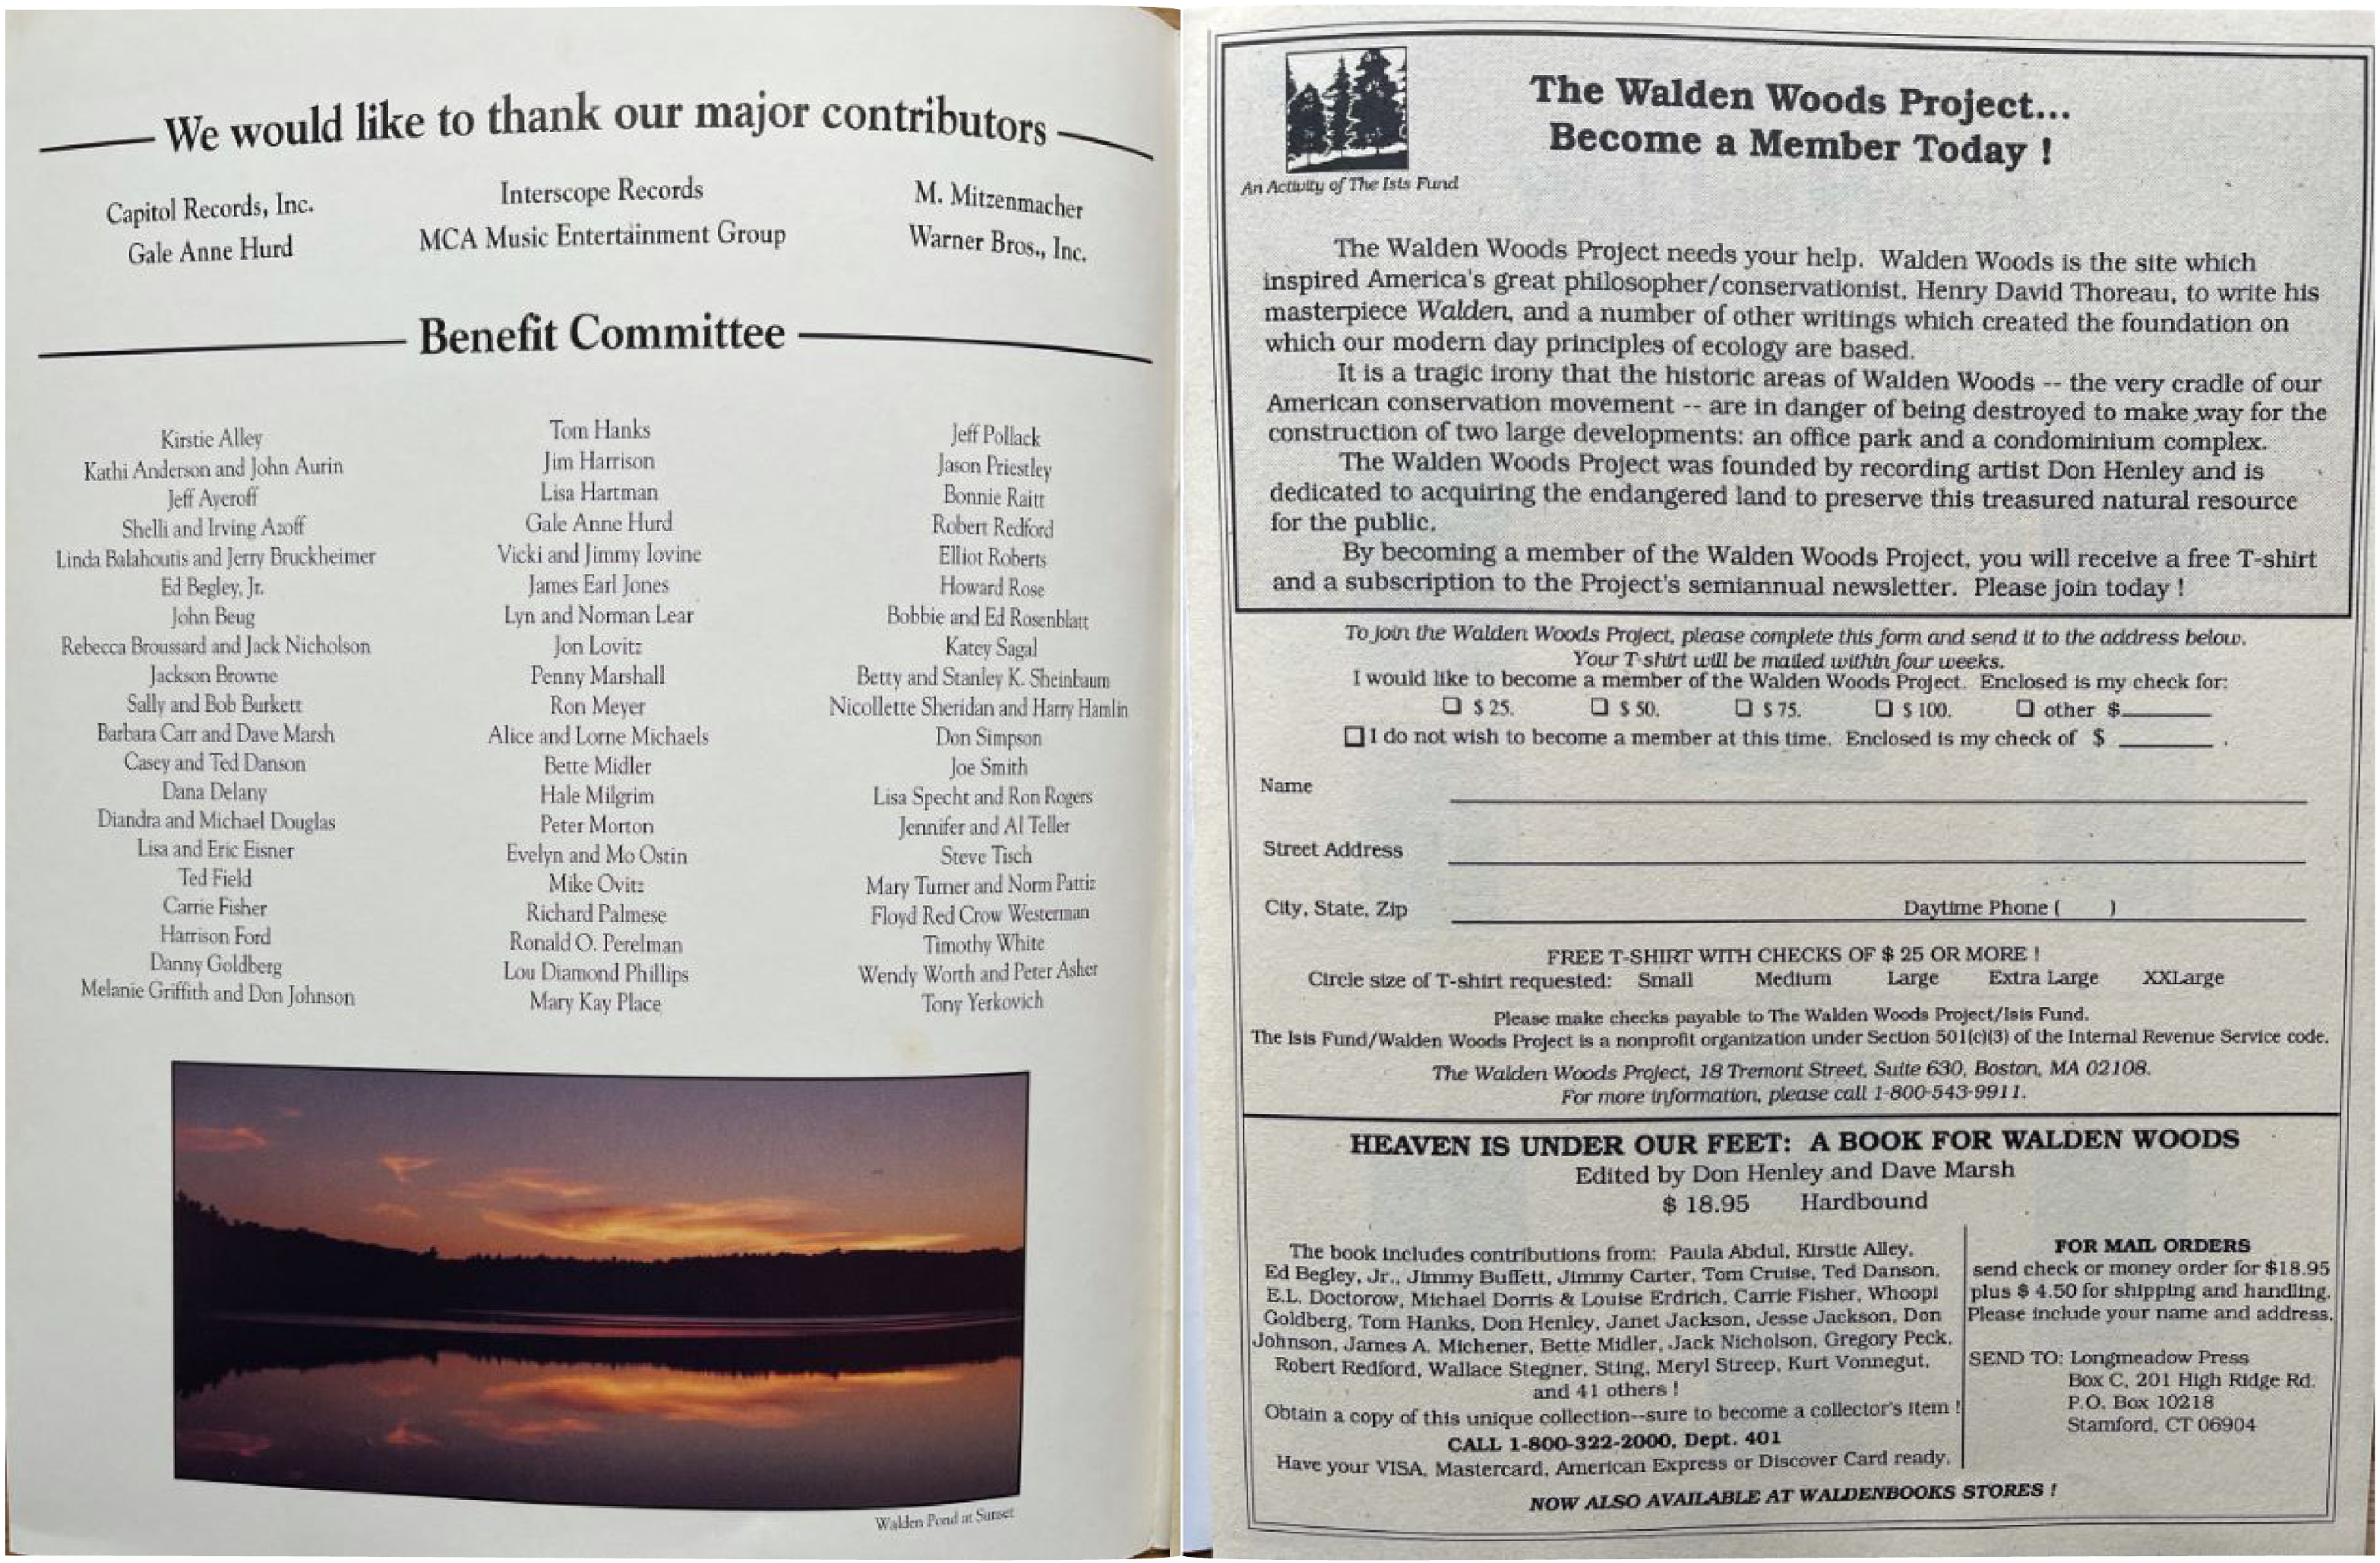 We would like to thank our major contributors
Capitol Records, Inc.
Gale Anne Hurd
Interscope Records
MCA Music Entertainment Group
M. Mitzenmacher
Warner Bros., Inc.
Benefit Committee
Kirstie Alley
Kathi Anderson and John Aurin
Jeff Ayeroff
Shelli and Irving Azoff
Linda Balahoutis and Jerry Bruckheimer
Ed Begley, Jr.
John Beug
Rebecca Broussard and Jack Nicholson
Jackson Browne
Sally and Bob Burkett
Barbara Carr and Dave Marsh
Casey and Ted Danson
Dana Delany
Diandra and Michael Douglas
Lisa and Eric Eisner
Ted Field
Carrie Fisher
Harrison Ford
Danny Goldberg
Melanie Griffith and Don Johnson
Tom Hanks
Jim Harrison
Lisa Hartman
Gale Anne Hurd
Vicki and Jimmy Iovine
James Earl Jones
Lyn and Norman Lear
Jon Lovitz
Penny Marshall
Ron Meyer
Alice and Lorne Michaels
Bette Midler
Hale Milgrim
Peter Morton
Evelyn and Mo Ostin
Mike Ovitz
Richard Palmese
Ronald O. Perelman
Lou Diamond Phillips
Mary Kay Place
Jeff Pollack
Jason Priestley
Bonnie Raitt
Robert Redford
Elliot Roberts
Howard Rose
Bobbie and Ed Rosenblatt
Katey Sagal
Betty and Stanley K. Sheinbaum
Nicollette Sheridan and Harry Hamlin
Don Simpson
Joe Smith
Lisa Specht and Ron Rogers
Jennifer and Al Teller
Steve Tisch
Mary Turner and Norm Pattiz
Floyd Red Crow Westerman
Timothy White
Wendy Worth and Peter Asher
Tony Yerkovich
Walden Pond at Sunset
An Activity of The Isis Fund
The Walden Woods Project...
Become a Member Today !
The Walden Woods Project needs your help. Walden Woods is the site which
inspired America's great philosopher/conservationist, Henry David Thoreau, to write his
masterpiece Walden, and a number of other writings which created the foundation on
which our modern day principles of ecology are based.
It is a tragic irony that the historic areas of Walden Woods -- the very cradle of our
American conservation movement -- are in danger of being destroyed to make way for the
construction of two large developments: an office park and a condominium complex.
The Walden Woods Project was founded by recording artist Don Henley and is
dedicated to acquiring the endangered land to preserve this treasured natural resource
for the public.
By becoming a member of the Walden Woods Project, you will receive a free T-shirt
and a subscription to the Project's semiannual newsletter. Please join today !
To join the Walden Woods Project, please complete this form and send it to the address below.
Your T-shirt will be mailed within four weeks.
I would like to become a member of the Walden Woods Project. Enclosed is my check for:
❏ $ 25. ❏ $ 50. ❏ $ 75. ❏ $ 100. ❏ other $________
❏ I do not wish to become a member at this time. Enclosed is my check of $ ________ .
Name
Street Address
City, State, Zip Daytime Phone ( )
FREE T-SHIRT WITH CHECKS OF $ 25 OR MORE !
Circle size of T-shirt requested: Small Medium Large Extra Large XXLarge
Please make checks payable to The Walden Woods Project/Isis Fund.
The Isis Fund/Walden Woods Project is a nonprofit organization under Section 501(c)(3) of the Internal Revenue Service code.
The Walden Woods Project, 18 Tremont Street, Suite 630, Boston, MA 02108.
For more information, please call 1-800-543-9911.
HEAVEN IS UNDER OUR FEET: A BOOK FOR WALDEN WOODS
Edited by Don Henley and Dave Marsh
$ 18.95 Hardbound
The book includes contributions from: Paula Abdul, Kirstie Alley,
Ed Begley, Jr., Jimmy Buffett, Jimmy Carter, Tom Cruise, Ted Danson,
E.L. Doctorow, Michael Dorris & Louise Erdrich, Carrie Fisher, Whoopi
Goldberg, Tom Hanks, Don Henley, Janet Jackson, Jesse Jackson, Don
Johnson, James A. Michener, Bette Midler, Jack Nicholson, Gregory Peck,
Robert Redford, Wallace Stegner, Sting, Meryl Streep, Kurt Vonnegut,
and 41 others !
Obtain a copy of this unique collection--sure to become a collector's item !
CALL 1-800-322-2000, Dept. 401
Have your VISA, Mastercard, American Express or Discover Card ready.
FOR MAIL ORDERS
send check or money order for $18.95
plus $ 4.50 for shipping and handling.
Please include your name and address.
SEND TO: Longmeadow Press
Box C, 201 High Ridge Rd.
P.O. Box 10218
Stamford, CT 06904
NOW ALSO AVAILABLE AT WALDENBOOKS STORES !